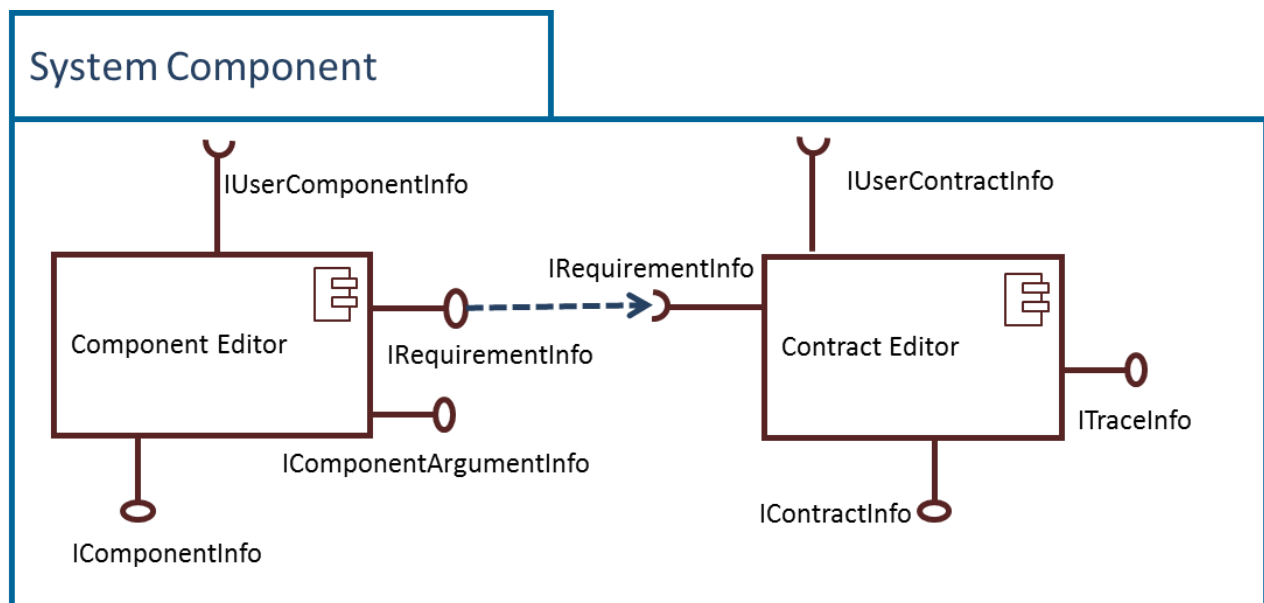 System Component
IUserComponentInfo
IUserContractInfo
IRequirementInfo
Component Editor
IRequirementInfo
Contract Editor
ITraceInfo
IComponentArgumentInfo
IContractInfo
IComponentInfo